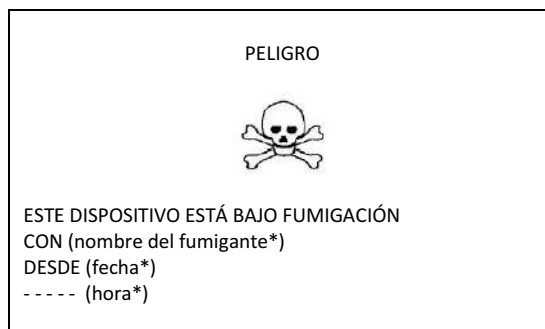 PELIGRO
ESTE DISPOSITIVO ESTÁ BAJO FUMIGACIÓN
CON (nombre del fumigante*)
DESDE (fecha*)
- - - - - (hora*)